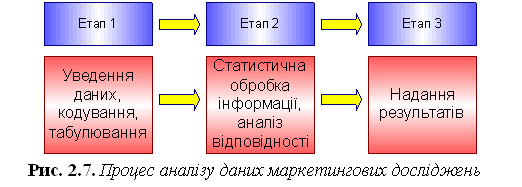 Етап 1
Етап 2
Етап 3
Уведення
даних,
кодування,
табулювання
Статистична
обробка
інформації,
аналіз
відповідності
Надання
результатів
Рис. 2.7. Процес аналізу даних маркетингових досліджень